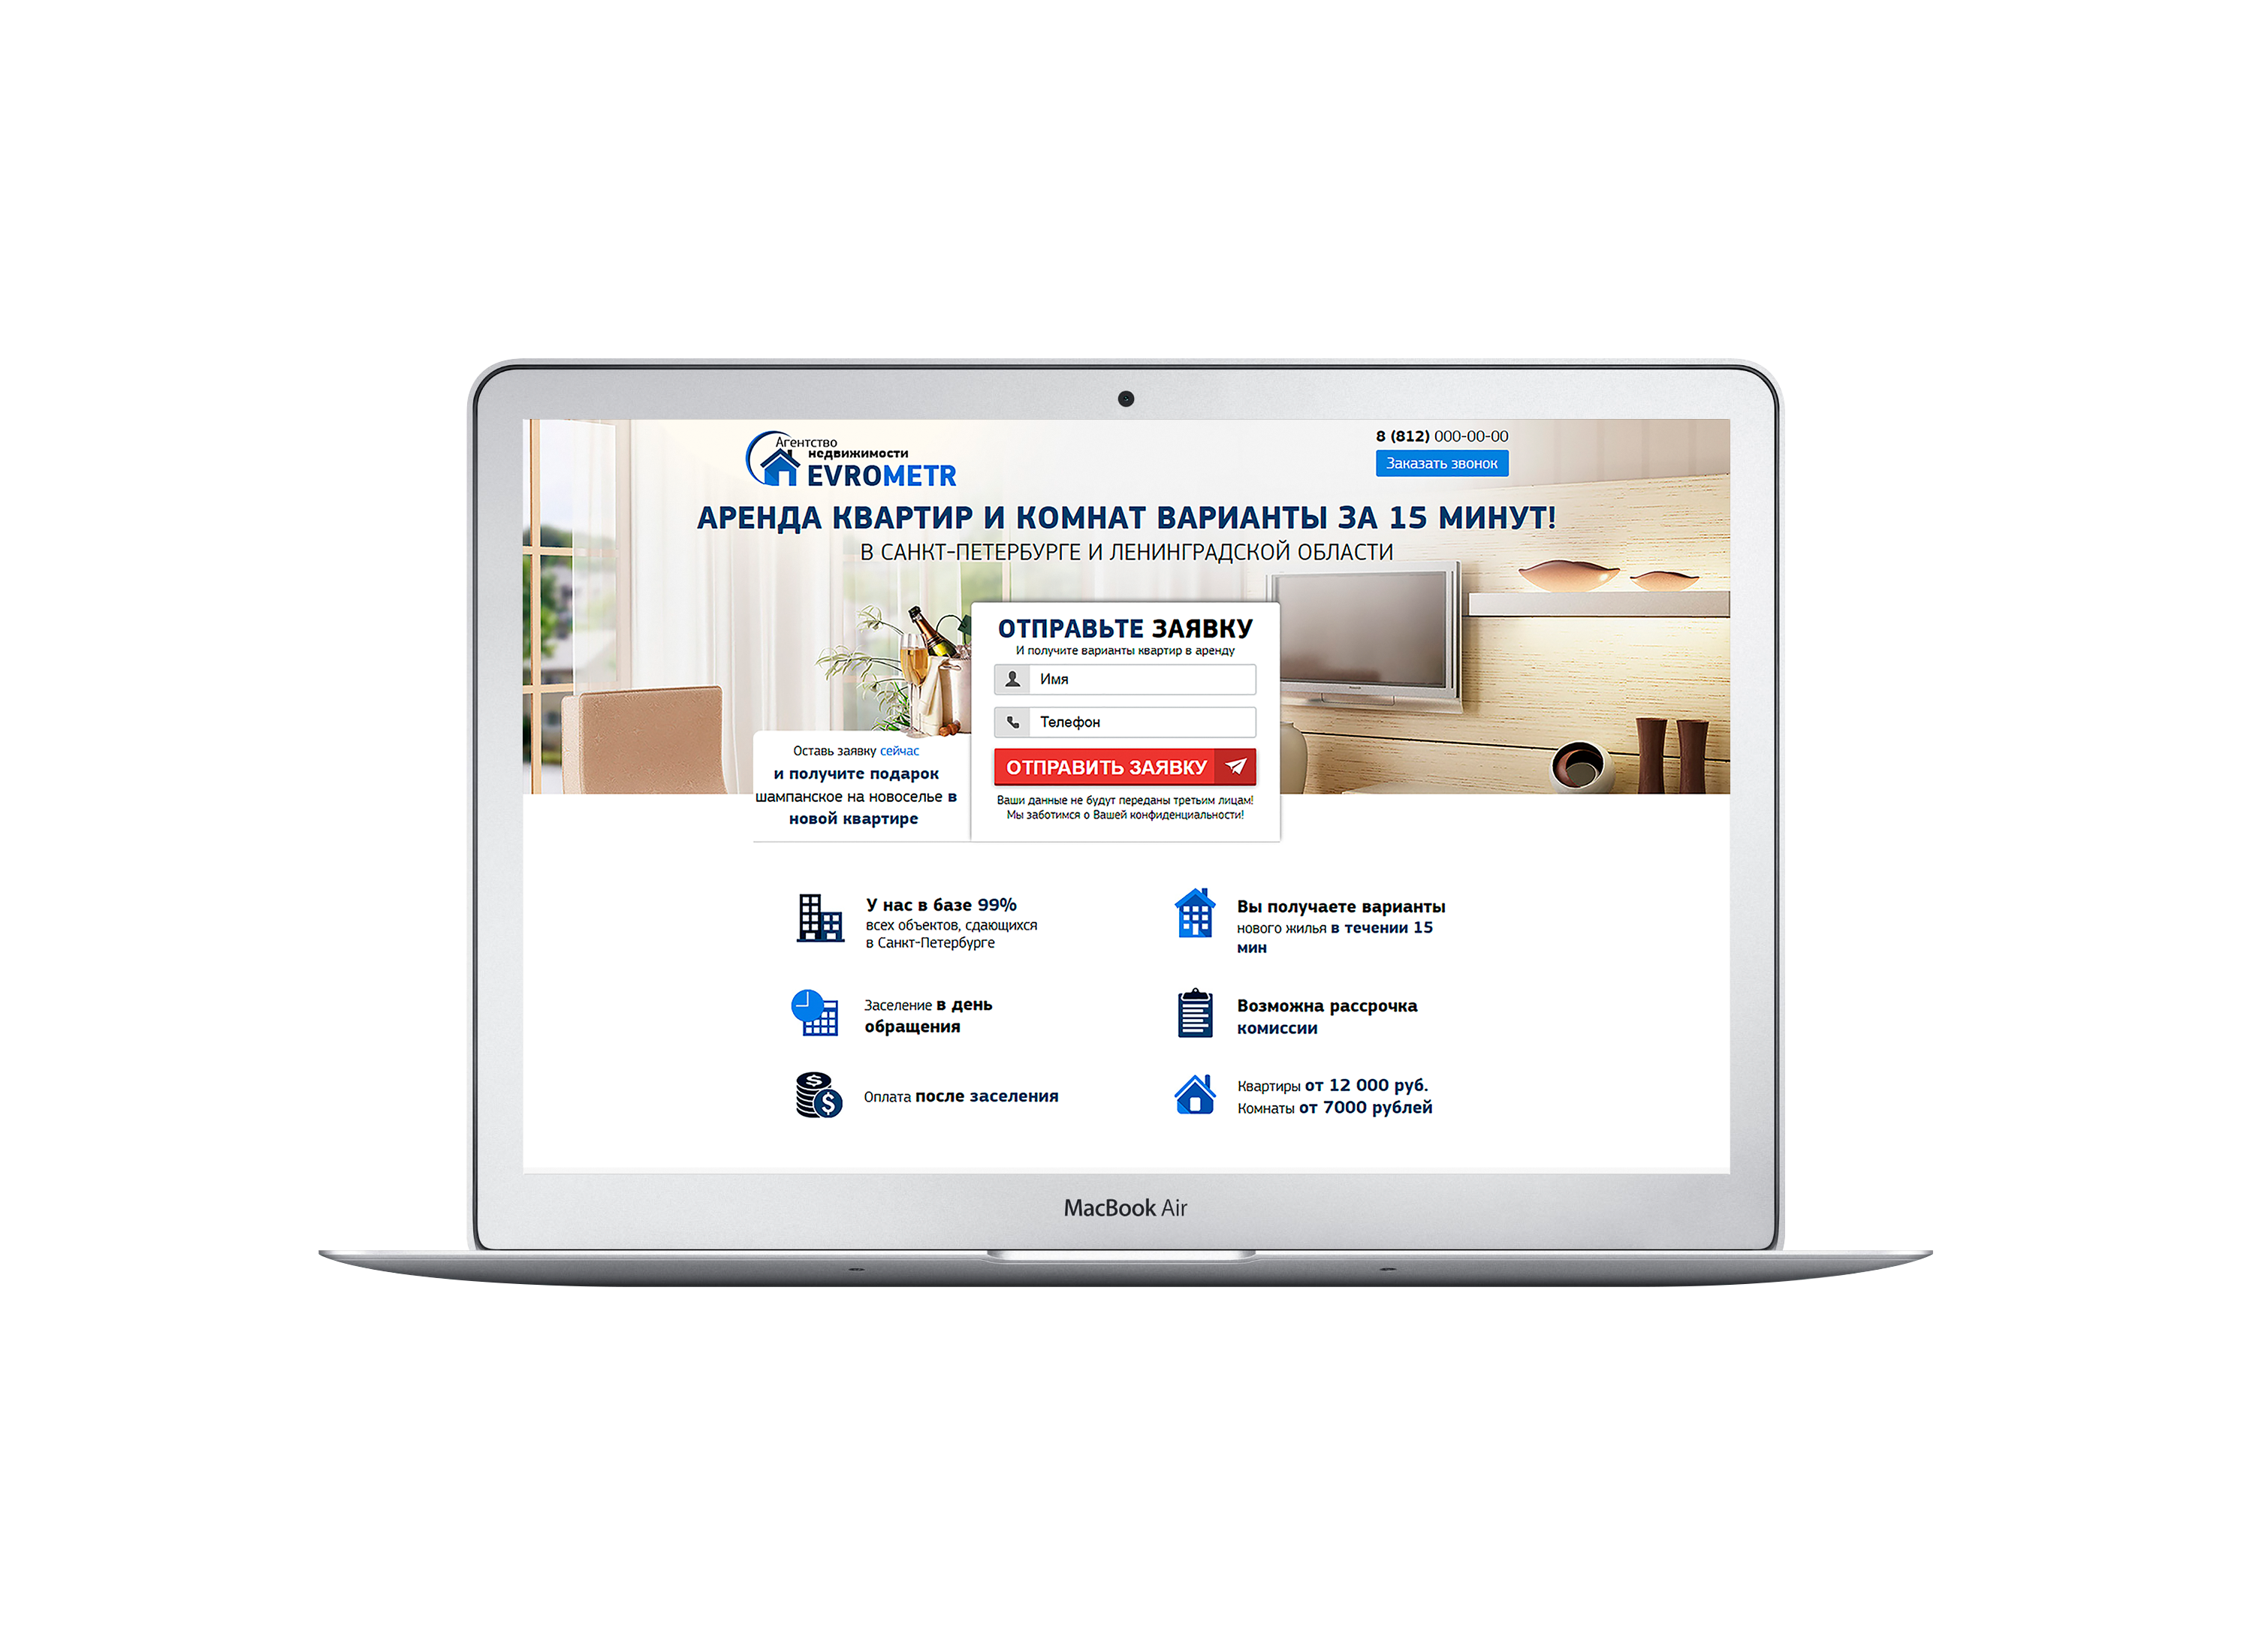 Агентство
недвижимости
EVROMETR
8 (812) 000-00-00
Заказать звонок
АРЕНДА КВАРТИР И КОМНАТ ВАРИАНТЫ ЗА 15 МИНУТ!
В САНКТ-ПЕТЕРБУРГЕ И ЛЕНИНГРАДСКОЙ ОБЛАСТИ
Оставь заявку сейчас
и получите подарок
шампанское на новоселье в
новой квартире
ОТПРАВЬТЕ ЗАЯВКУ
И получите варианты квартир в аренду
Имя
Телефон
ОТПРАВИТЬ ЗАЯВКУ
Ваши данные не будут переданы третьим лицам!
Мы заботимся о Вашей конфиденциальности!
У нас в базе 99%
всех объектов, сдающихся
в Санкт-Петербурге
Вы получаете варианты
нового жилья в течении 15
мин
Заселение в день
обращения
Возможна рассрочка
комиссии
Оплата после заселения
Квартиры от 12 000 руб.
Комнаты от 7000 рублей
MacBook Air